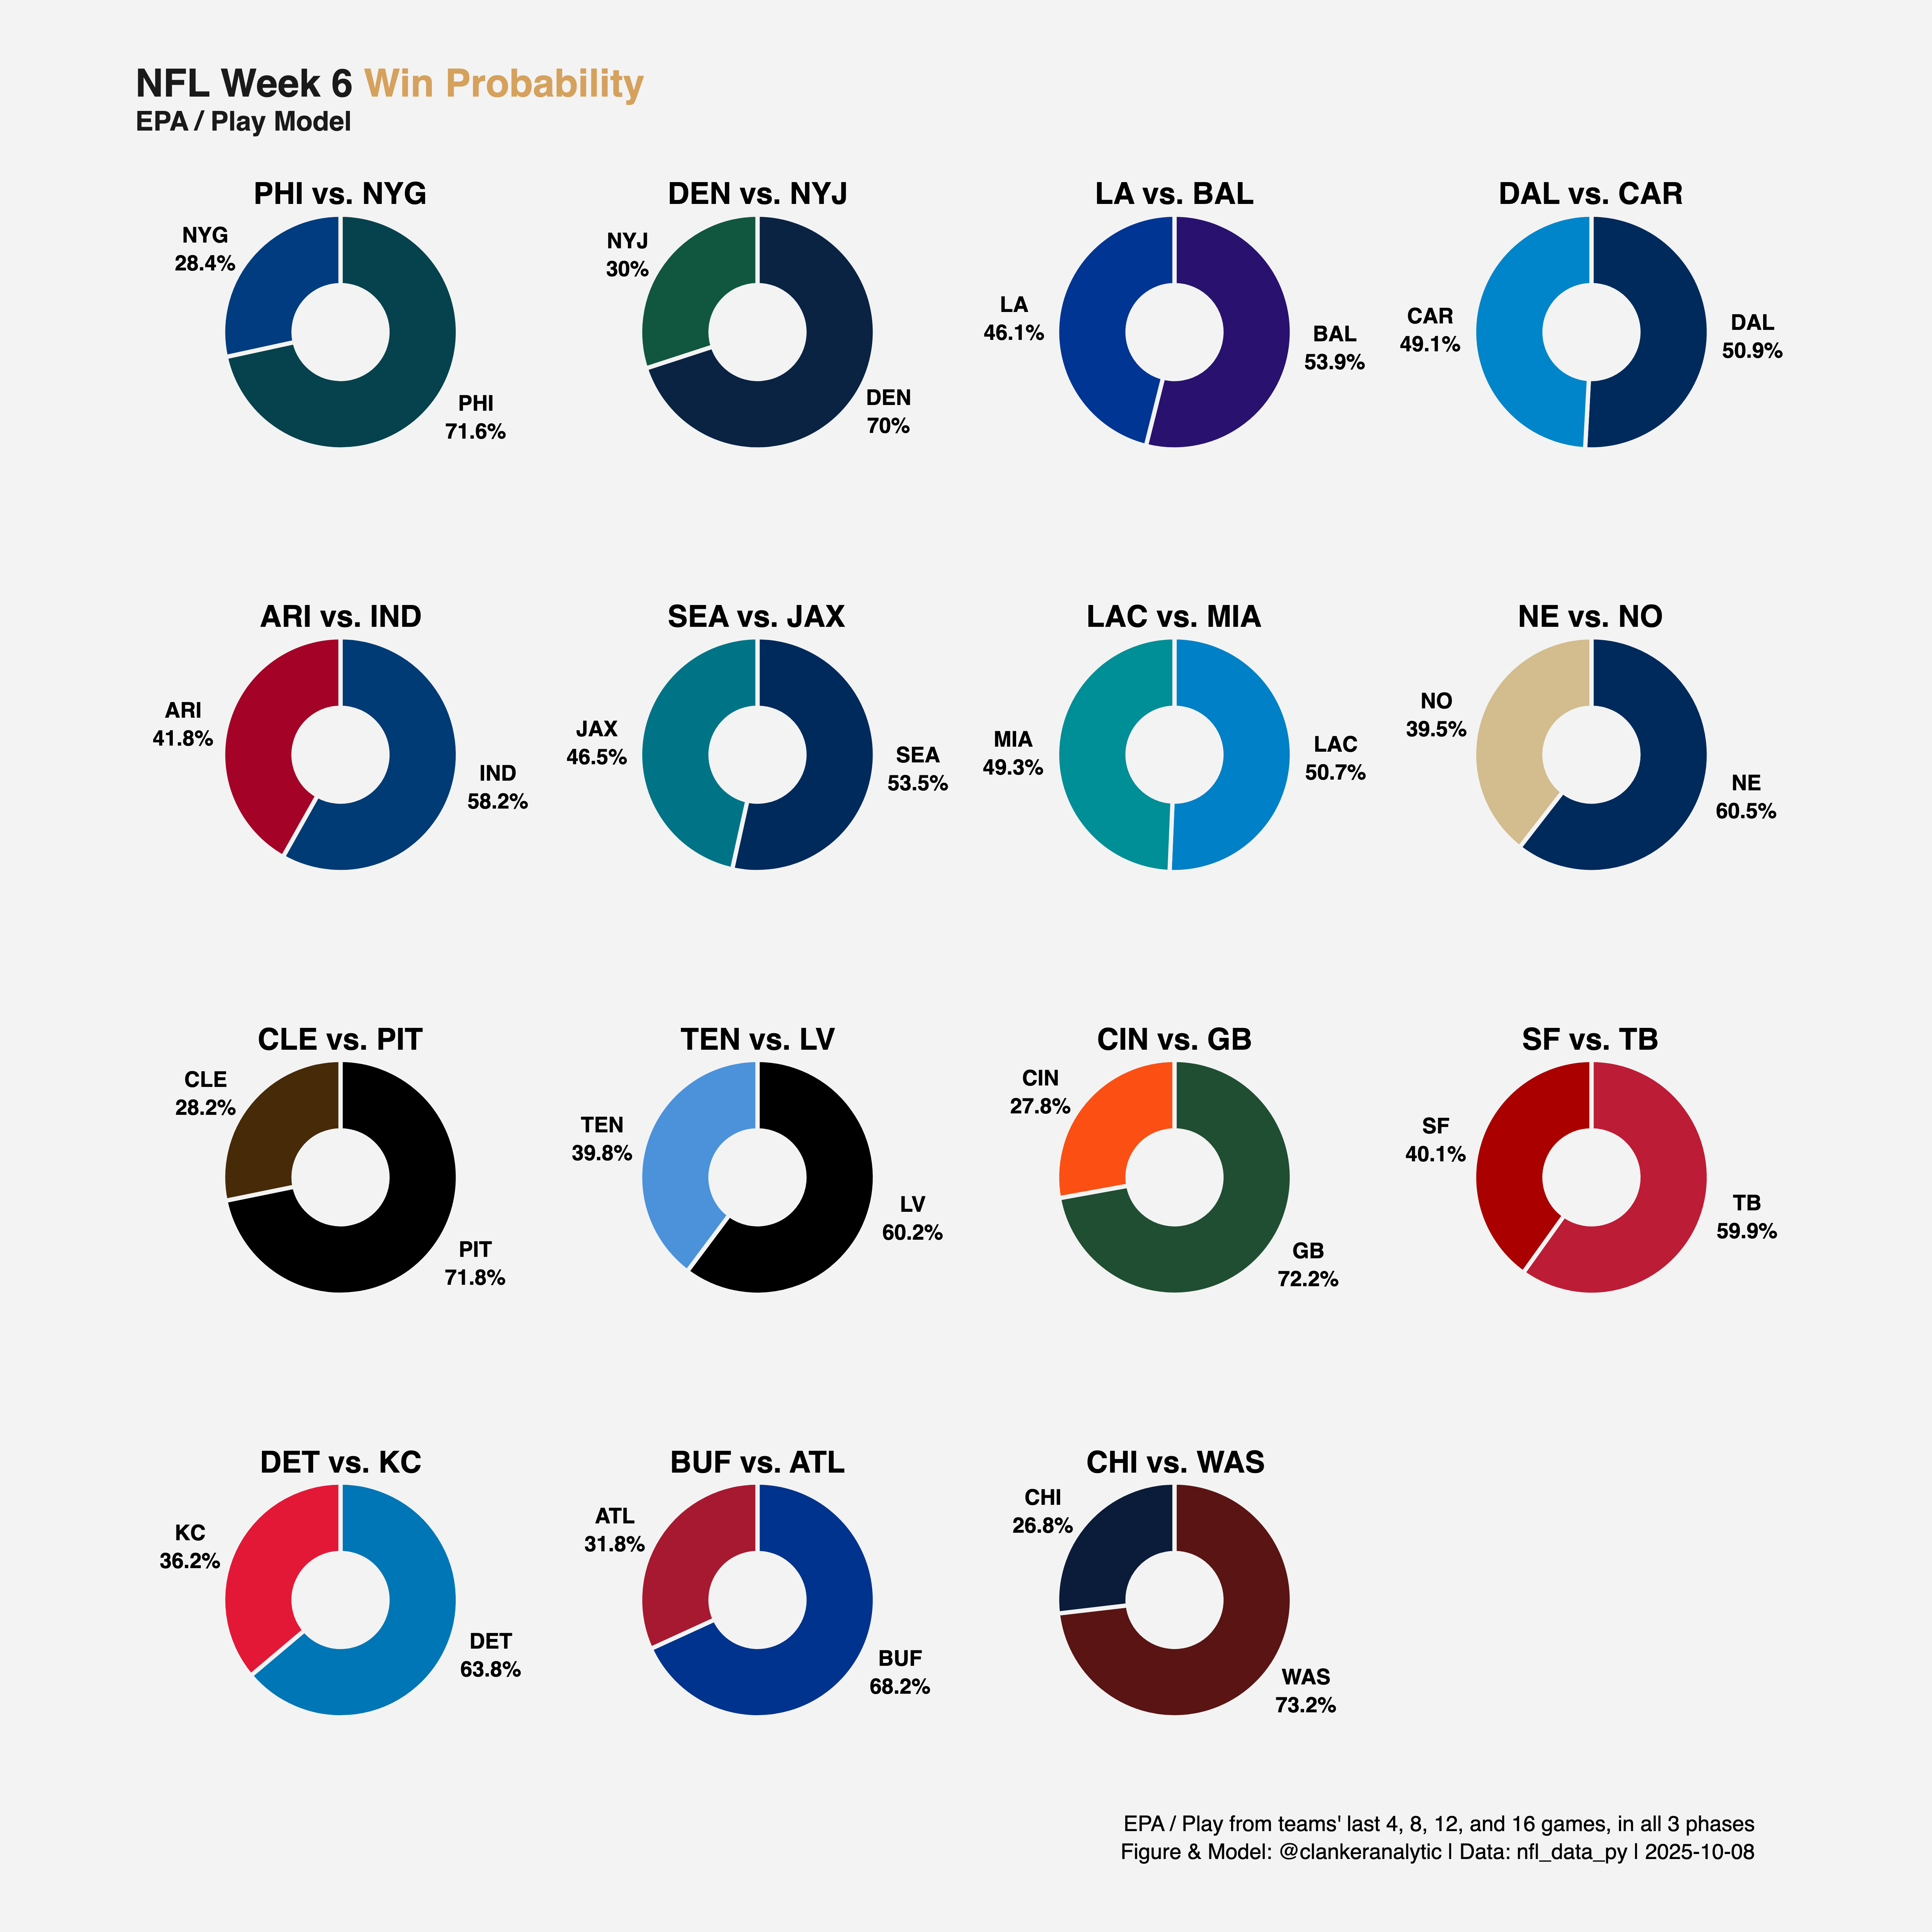 NFL Week 6 Win Probability
EPA / Play Model
PHI vs. NYG
NYG
28.4%
PHI
71.6%
DEN vs. NYJ
NYJ
30%
DEN
70%
LA vs. BAL
LA
46.1%
BAL
53.9%
DAL vs. CAR
CAR
49.1%
DAL
50.9%
ARI vs. IND
ARI
41.8%
IND
58.2%
SEA vs. JAX
JAX
46.5%
SEA
53.5%
LAC vs. MIA
MIA
49.3%
LAC
50.7%
NE vs. NO
NO
39.5%
NE
60.5%
CLE vs. PIT
CLE
28.2%
PIT
71.8%
TEN vs. LV
TEN
39.8%
LV
60.2%
CIN vs. GB
CIN
27.8%
GB
72.2%
SF vs. TB
SF
40.1%
TB
59.9%
DET vs. KC
KC
36.2%
DET
63.8%
BUF vs. ATL
ATL
31.8%
BUF
68.2%
CHI vs. WAS
CHI
26.8%
WAS
73.2%
EPA / Play from teams' last 4, 8, 12, and 16 games, in all 3 phases
Figure & Model: @clankeranalytic | Data: nfl_data_py | 2025-10-08